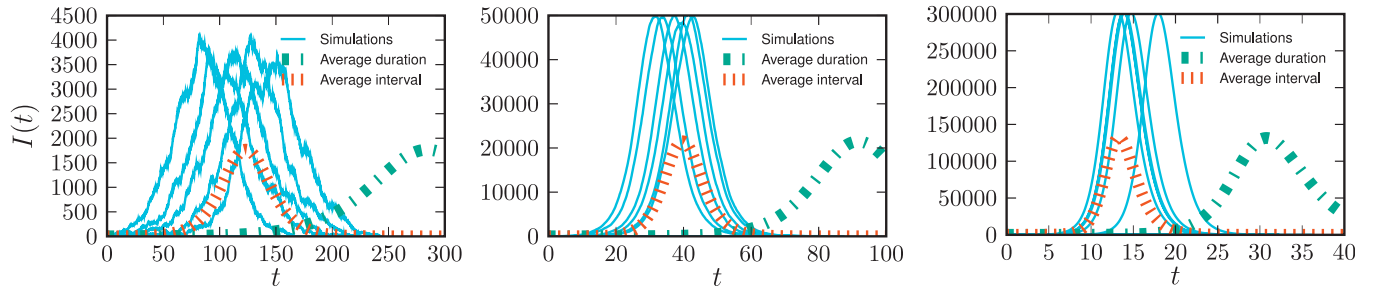 I(t)
4500
4000
3500
3000
2500
2000
1500
1000
500
0
Simulations
Average duration
Average interval
0 50 100 150 200 250 300
t
50000
40000
30000
20000
10000
0
Simulations
Average duration
Average interval
0 20 40 60 80 100
t
300000
250000
200000
150000
100000
50000
0
Simulations
Average duration
Average interval
0 5 10 15 20 25 30 35 40
t